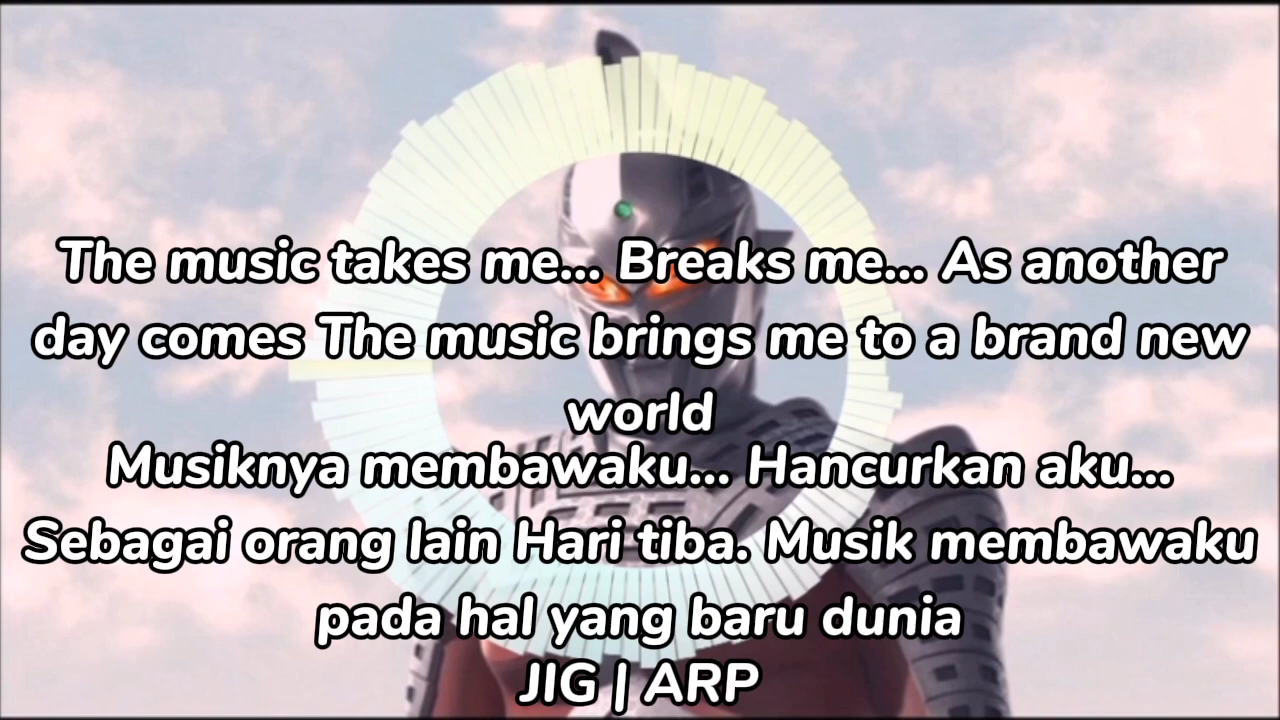 The music takes me... Breaks me... As another
day comes The music brings me to a brand new
world
Musiknya membawaku... Hancurkan aku...
Sebagai orang lain Hari tiba. Musik membawaku
pada hal yang baru dunia
JIG | ARP